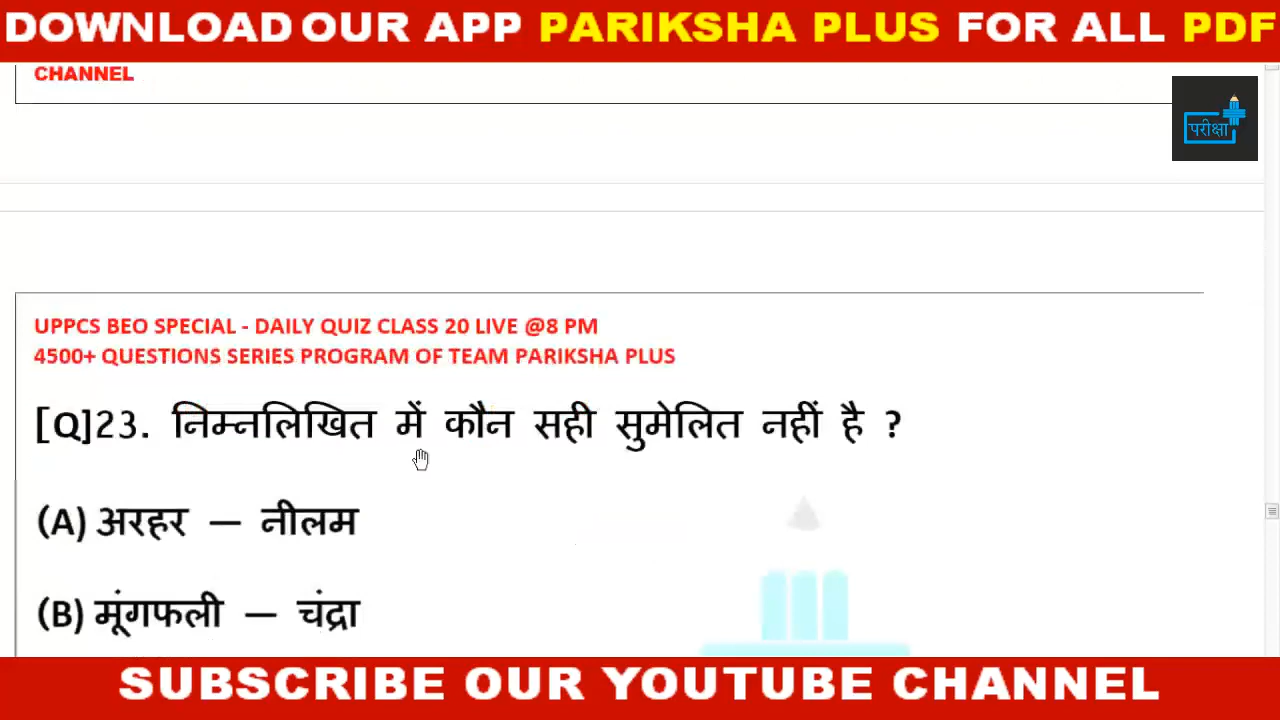 DOWNLOAD OUR APP PARIKSHA PLUS FOR ALL PDF
CHANNEL
परीक्षा
UPPCS BEO SPECIAL - DAILY QUIZ CLASS 20 LIVE @8 PM
4500+ QUESTIONS SERIES PROGRAM OF TEAM PARIKSHA PLUS
[Q]23. निम्नलिखित में कौन सही सुमेलित नहीं है ?
(A) अरहर – नीलम
(B) मूंगफली – चंद्रा
SUBSCRIBE OUR YOUTUBE CHANNEL